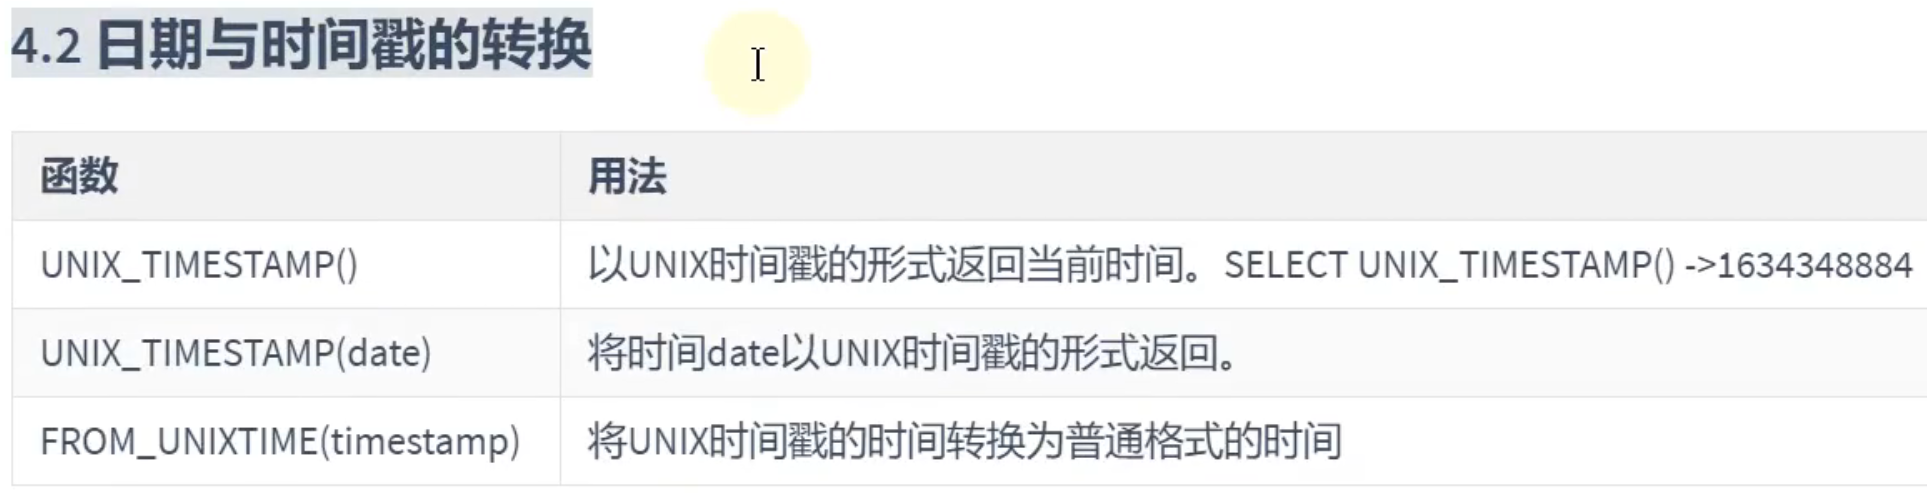 4.2 日期与时间戳的转换
函数 用法
UNIX_TIMESTAMP() 以UNIX时间戳的形式返回当前时间。SELECT UNIX_TIMESTAMP() ->1634348884
UNIX_TIMESTAMP(date) 将时间date以UNIX时间戳的形式返回。
FROM_UNIXTIME(timestamp) 将UNIX时间戳的时间转换为普通格式的时间